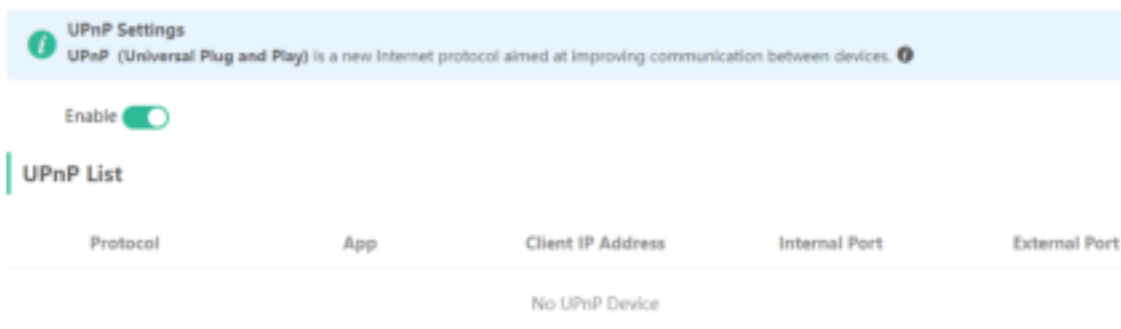 UPnP Settings
UPnP (Universal Plug and Play) is a new Internet protocol aimed at improving communication between devices.
Enable
UPnP List
Protocol App Client IP Address Internal Port External Port
No UPnP Device